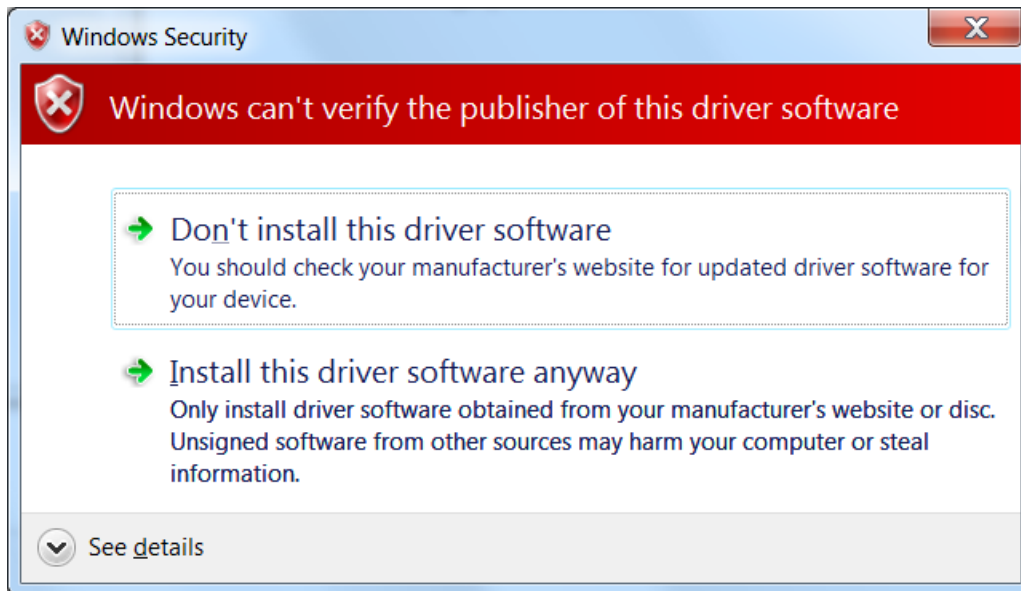 Windows Security
Windows can't verify the publisher of this driver software
Don't install this driver software
You should check your manufacturer's website for updated driver software for
your device.
Install this driver software anyway
Only install driver software obtained from your manufacturer's website or disc.
Unsigned software from other sources may harm your computer or steal
information.
See details